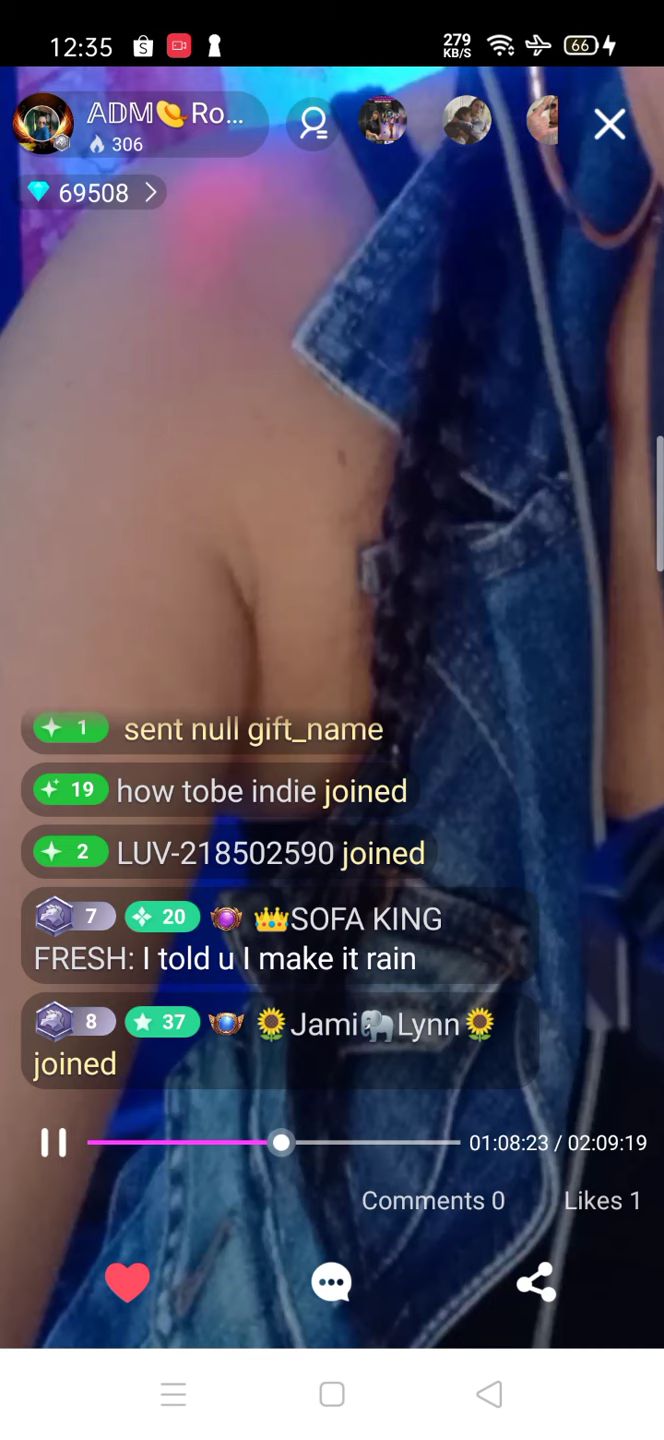 12:35
279 KB/S
66
𝔸𝔻𝕄👒Ro...
306
69508
1 sent null gift_name
19 how tobe indie joined
2 LUV-218502590 joined
7 20 👑SOFA KING
FRESH: I told u I make it rain
8 37 🌻Jami🐘Lynn🌻
joined
01:08:23 / 02:09:19
Comments 0 Likes 1